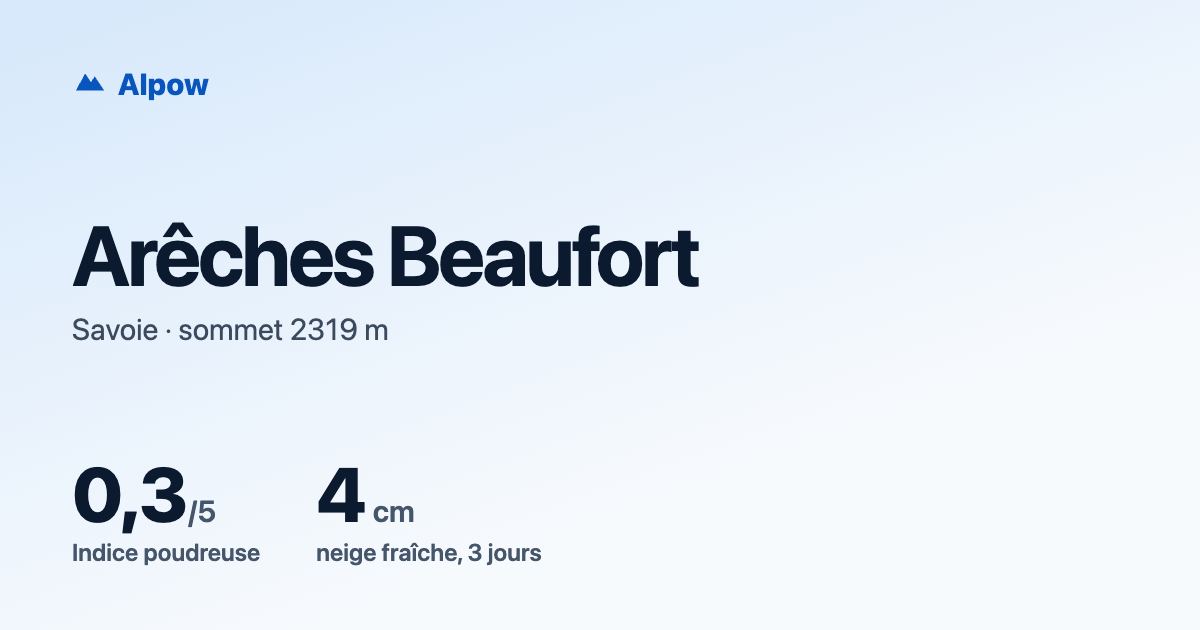 Alpow
Arêches Beaufort
Savoie · sommet 2319 m
0,3/5
Indice poudreuse
4 cm
neige fraîche, 3 jours